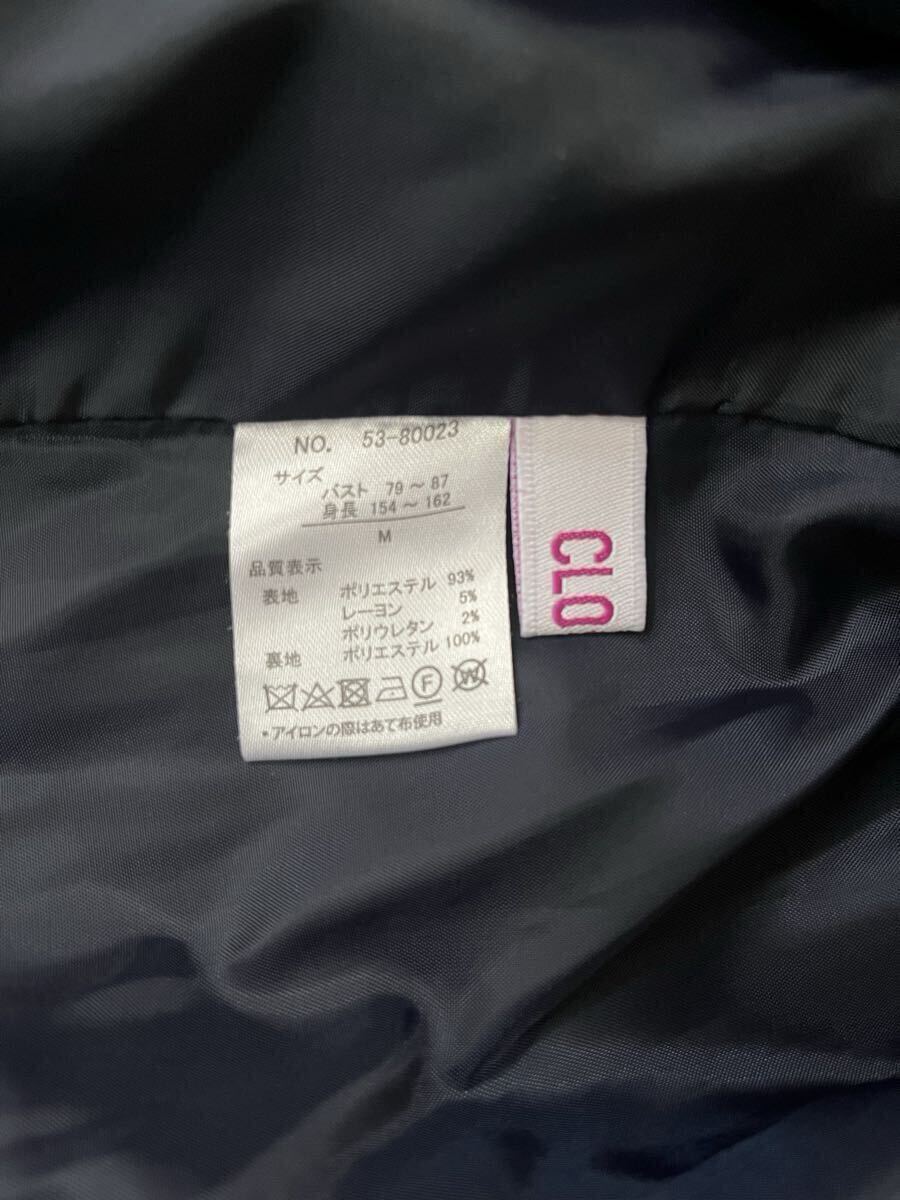 NO. 53-80023
サイズ
バスト 79～87
身長 154～162
M
品質表示
表地 ポリエステル 93%
レーヨン 5%
ポリウレタン 2%
裏地 ポリエステル 100%
F W
・アイロンの際はあて布使用
CLO